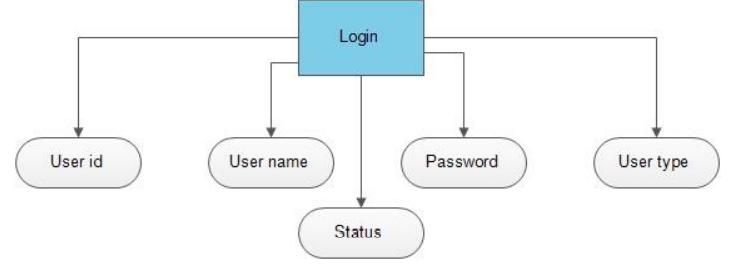 Login
User id
User name
Password
User type
Status